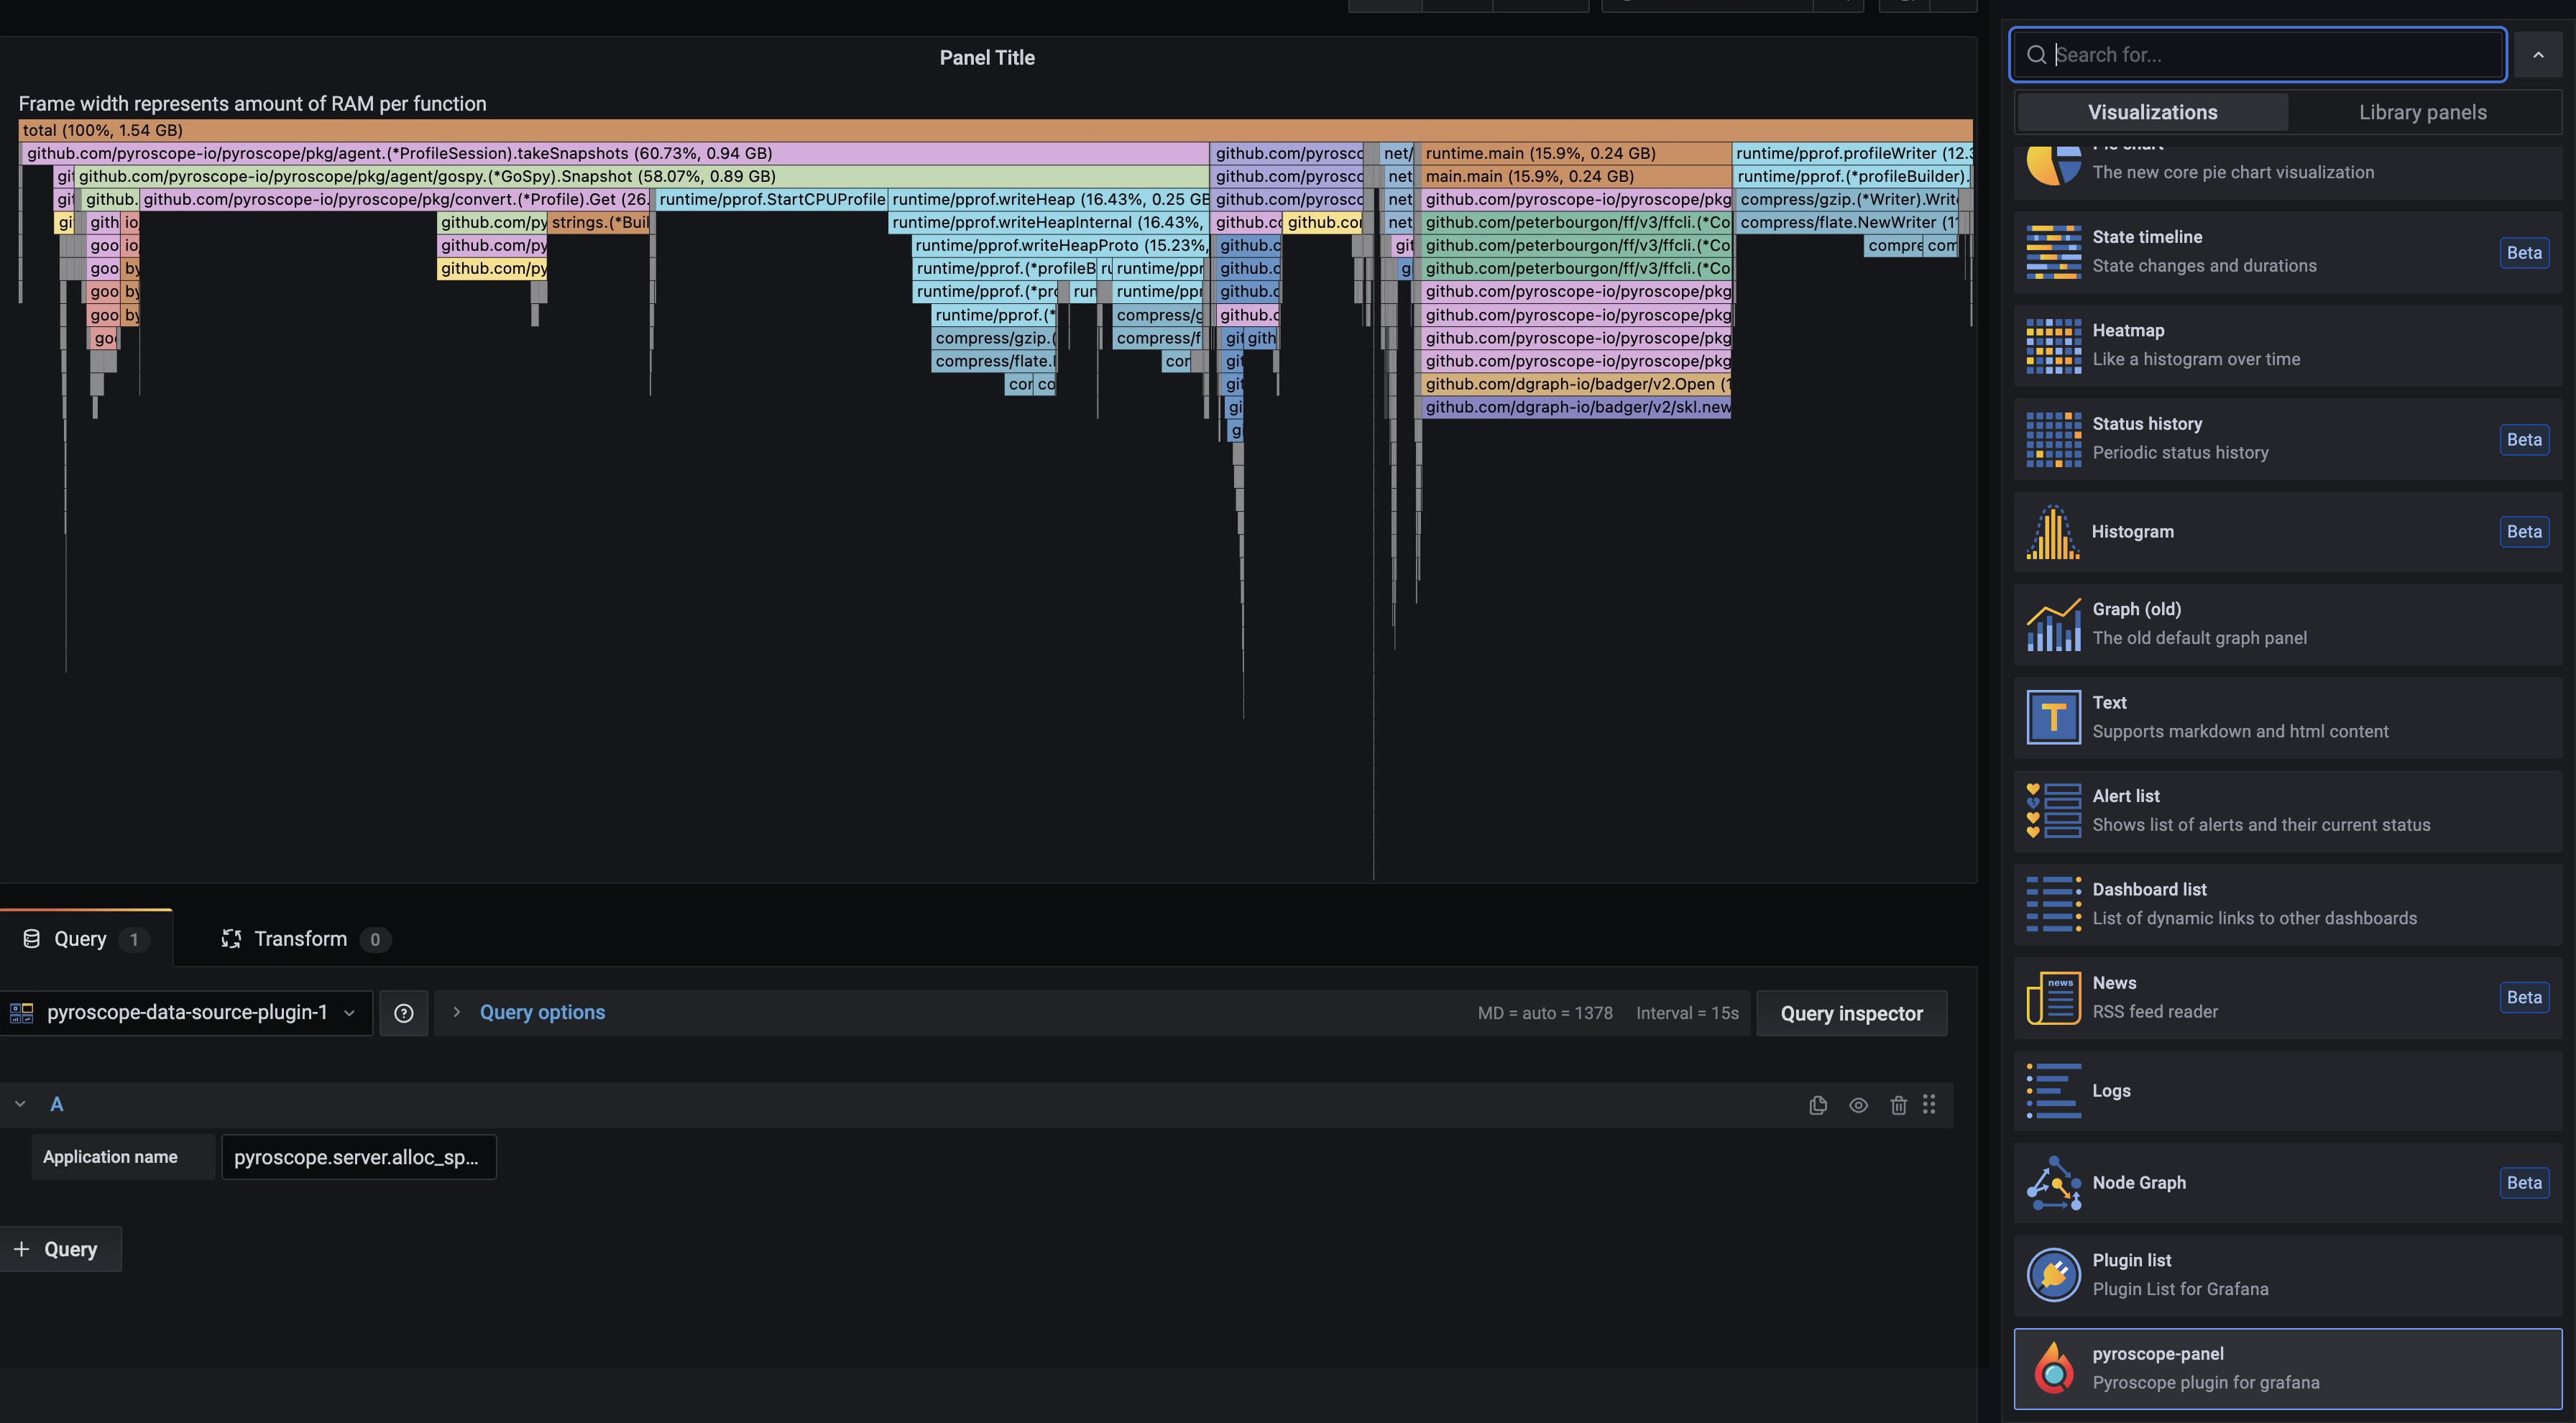 Panel Title
Frame width represents amount of RAM per function
total (100%, 1.54 GB)
github.com/pyroscope-io/pyroscope/pkg/agent.(*ProfileSession).takeSnapshots (60.73%, 0.94 GB) github.com/pyrosc net/ runtime.main (15.9%, 0.24 GB) runtime/pprof.profileWriter (12.3
git github.com/pyroscope-io/pyroscope/pkg/agent/gospy.(*GoSpy).Snapshot (58.07%, 0.89 GB) github.com/pyrosc net main.main (15.9%, 0.24 GB) runtime/pprof.(*profileBuilder).
git github. github.com/pyroscope-io/pyroscope/pkg/convert.(*Profile).Get (26. runtime/pprof.StartCPUProfile runtime/pprof.writeHeap (16.43%, 0.25 GB github.com/pyrosc net github.com/pyroscope-io/pyroscope/pkg compress/gzip.(*Writer).Write
gi gith io github.com/py strings.(*Buil runtime/pprof.writeHeapInternal (16.43%, github.co github.co net github.com/peterbourgon/ff/v3/ffcli.(*Co compress/flate.NewWriter (11
goo io github.com/py runtime/pprof.writeHeapProto (15.23%, github.c git github.com/peterbourgon/ff/v3/ffcli.(*Co compre com
goo by github.com/py runtime/pprof.(*profileB ru runtime/ppr github.c g github.com/peterbourgon/ff/v3/ffcli.(*Co
goo by runtime/pprof.(*pro run runtime/ppr github.c github.com/pyroscope-io/pyroscope/pkg
goo by runtime/pprof.(* compress/g github.c github.com/pyroscope-io/pyroscope/pkg
go compress/gzip.( compress/f git gith github.com/pyroscope-io/pyroscope/pkg
compress/flate. cor git github.com/pyroscope-io/pyroscope/pkg
cor co git github.com/dgraph-io/badger/v2.Open (1
gi github.com/dgraph-io/badger/v2/skl.new
g
Query 1
Transform 0
pyroscope-data-source-plugin-1
Query options
MD = auto = 1378
Interval = 15s
Query inspector
A
Application name
pyroscope.server.alloc_sp...
+ Query
Search for...
Visualizations
Library panels
The new core pie chart visualization
State timeline
State changes and durations
Beta
Heatmap
Like a histogram over time
Status history
Periodic status history
Beta
Histogram
Beta
Graph (old)
The old default graph panel
T
Text
Supports markdown and html content
Alert list
Shows list of alerts and their current status
Dashboard list
List of dynamic links to other dashboards
news
News
RSS feed reader
Beta
Logs
Node Graph
Beta
Plugin list
Plugin List for Grafana
pyroscope-panel
Pyroscope plugin for grafana